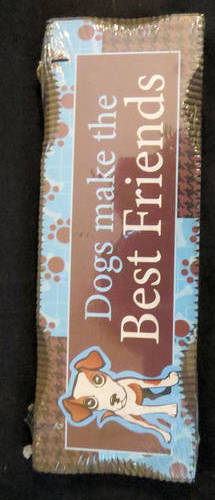 Dogs make the
Best Friends